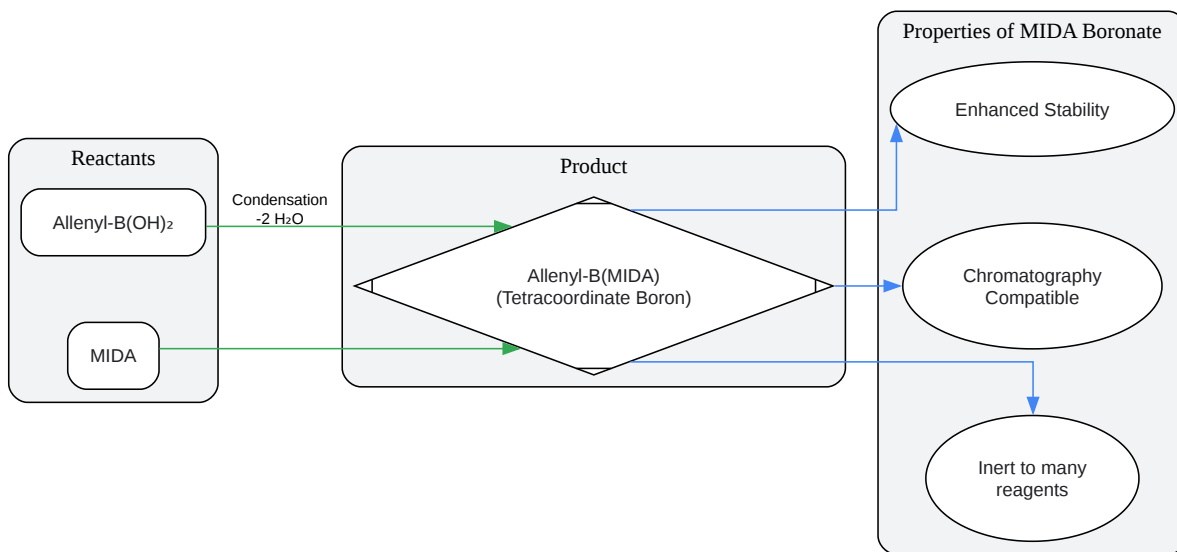 Reactants
Allenyl-B(OH)₂
MIDA
Condensation
-2 H₂O
Product
Allenyl-B(MIDA)
(Tetracoordinate Boron)
Properties of MIDA Boronate
Enhanced Stability
Chromatography
Compatible
Inert to many
reagents